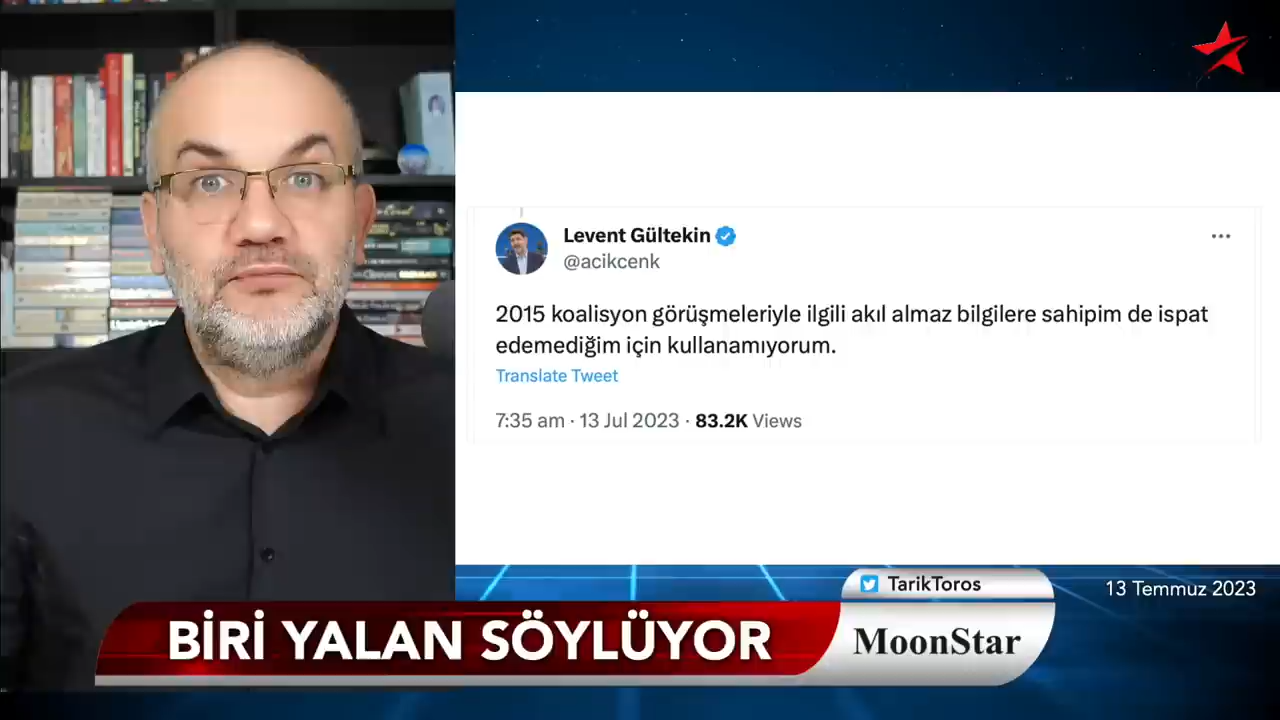 Levent Gültekin
@acikcenk
2015 koalisyon görüşmeleriyle ilgili akıl almaz bilgilere sahipim de ispat
edemediğim için kullanamıyorum.
Translate Tweet
7:35 am · 13 Jul 2023 · 83.2K Views
TarikToros
13 Temmuz 2023
BİRİ YALAN SÖYLÜYOR
MoonStar